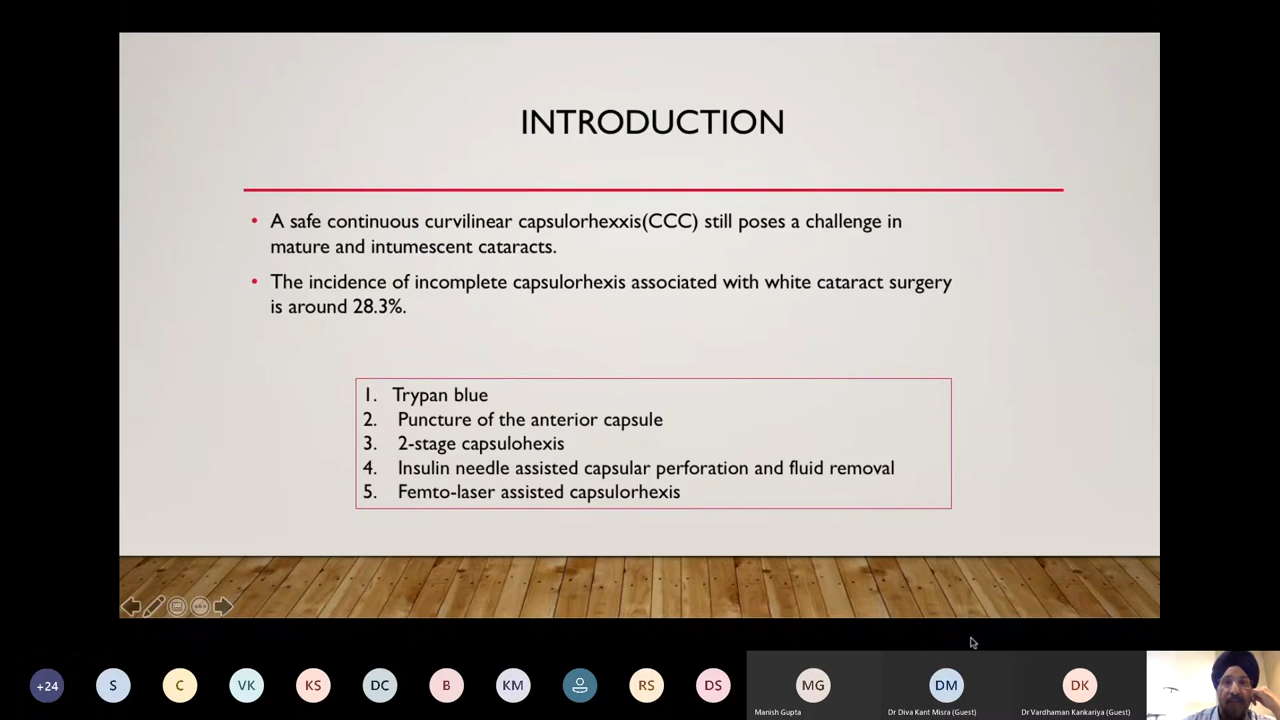 INTRODUCTION
• A safe continuous curvilinear capsulorhexxis(CCC) still poses a challenge in
mature and intumescent cataracts.
• The incidence of incomplete capsulorhexis associated with white cataract surgery
is around 28.3%.
1. Trypan blue
2. Puncture of the anterior capsule
3. 2-stage capsulohexis
4. Insulin needle assisted capsular perforation and fluid removal
5. Femto-laser assisted capsulorhexis
+24
S
C
VK
KS
DC
B
KM
RS
DS
MG
DM
DK
Manish Gupta
Dr Diva Kant Misra (Guest)
Dr Vardhaman Kankariya (Guest)